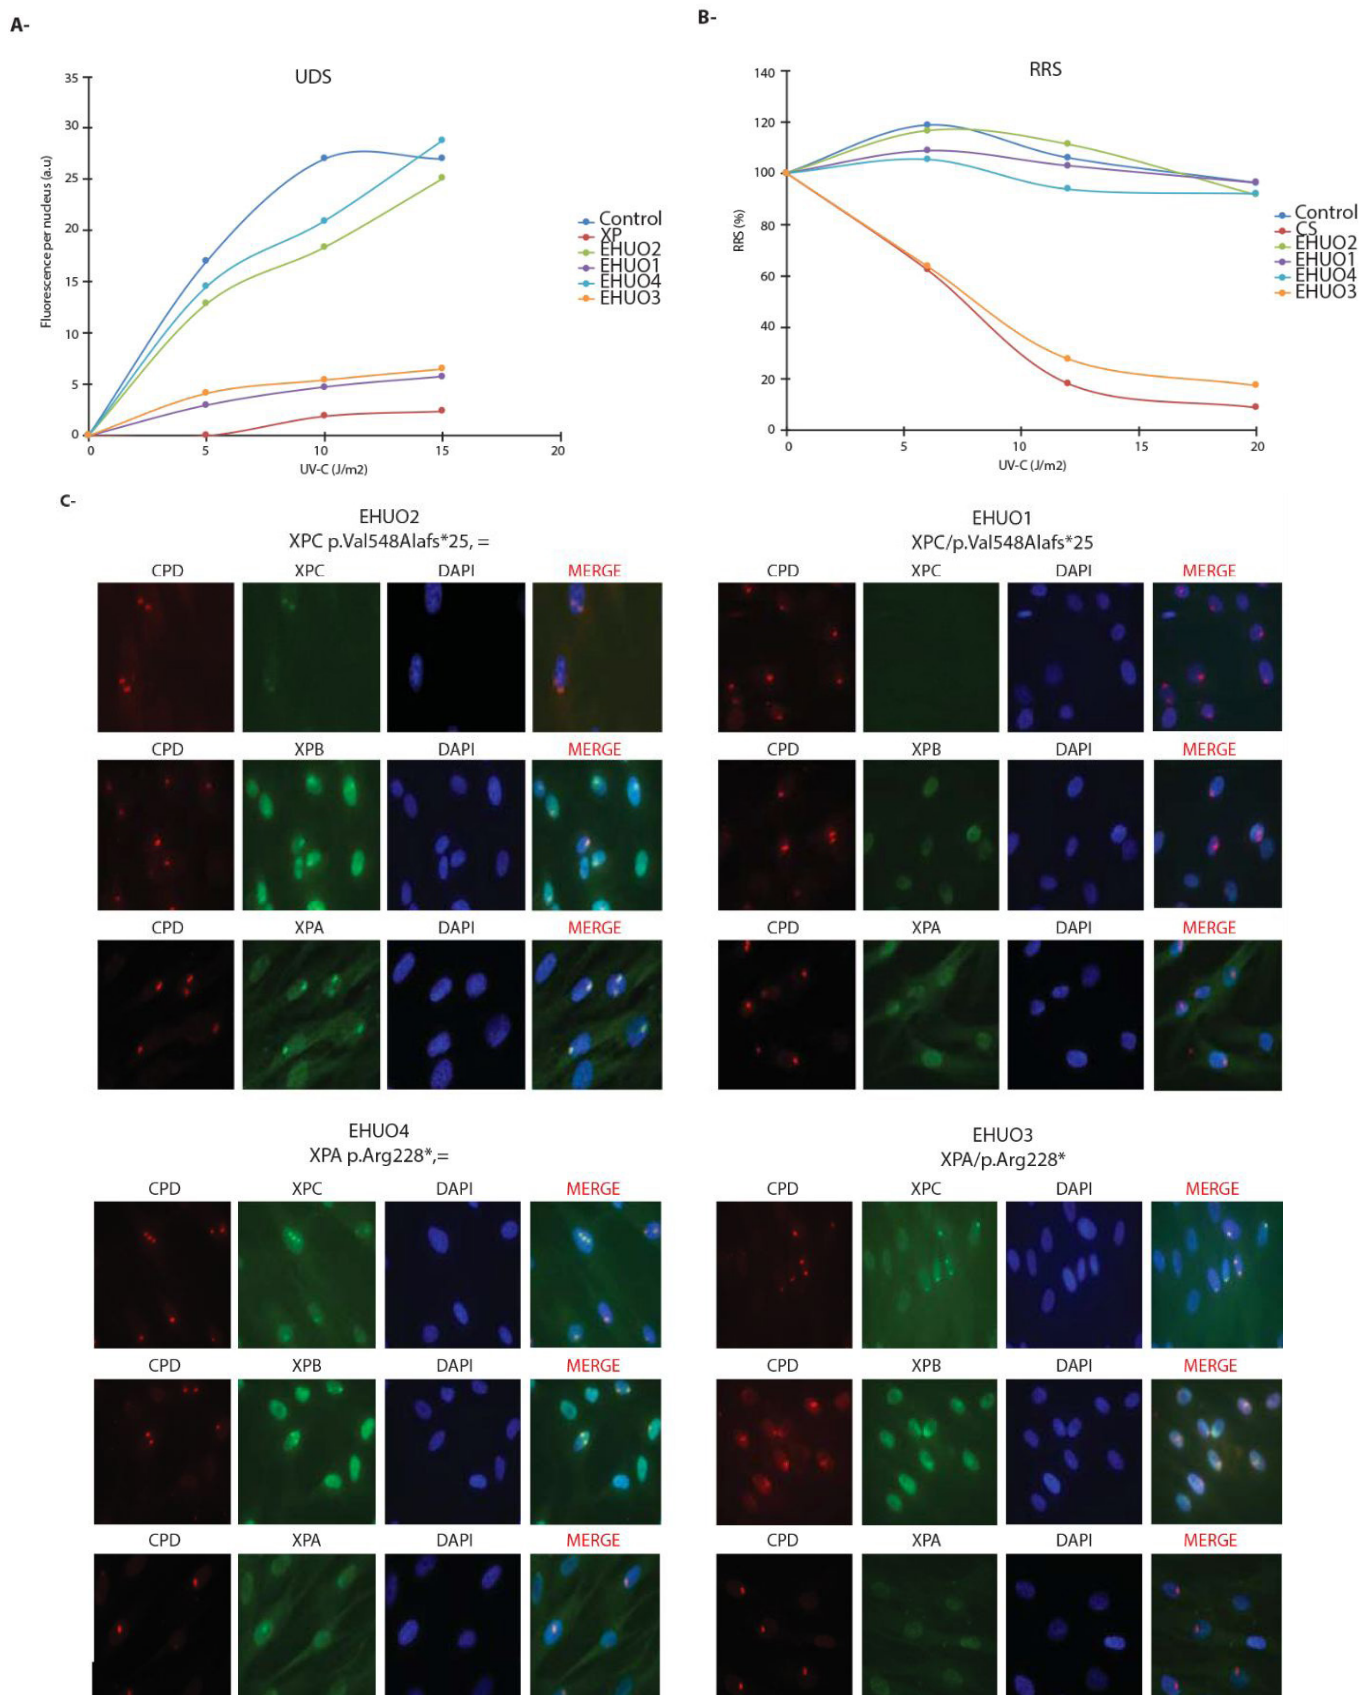 A-
UDS
35
30
25
20
15
10
5
0
0 5 10 15 20
Fluorescence per nucleus (a.u)
UV-C (J/m2)
Control
XP
EHUO2
EHUO1
EHUO4
EHUO3
B-
RRS
140
120
100
80
60
40
20
0
0 5 10 15 20
RRS (%)
UV-C (J/m2)
Control
CS
EHUO2
EHUO1
EHUO4
EHUO3
C-
EHUO2
XPC p.Val548Alafs*25, =
CPD XPC DAPI MERGE
CPD XPB DAPI MERGE
CPD XPA DAPI MERGE
EHUO1
XPC/p.Val548Alafs*25
CPD XPC DAPI MERGE
CPD XPB DAPI MERGE
CPD XPA DAPI MERGE
EHUO4
XPA p.Arg228*,=
CPD XPC DAPI MERGE
CPD XPB DAPI MERGE
CPD XPA DAPI MERGE
EHUO3
XPA/p.Arg228*
CPD XPC DAPI MERGE
CPD XPB DAPI MERGE
CPD XPA DAPI MERGE